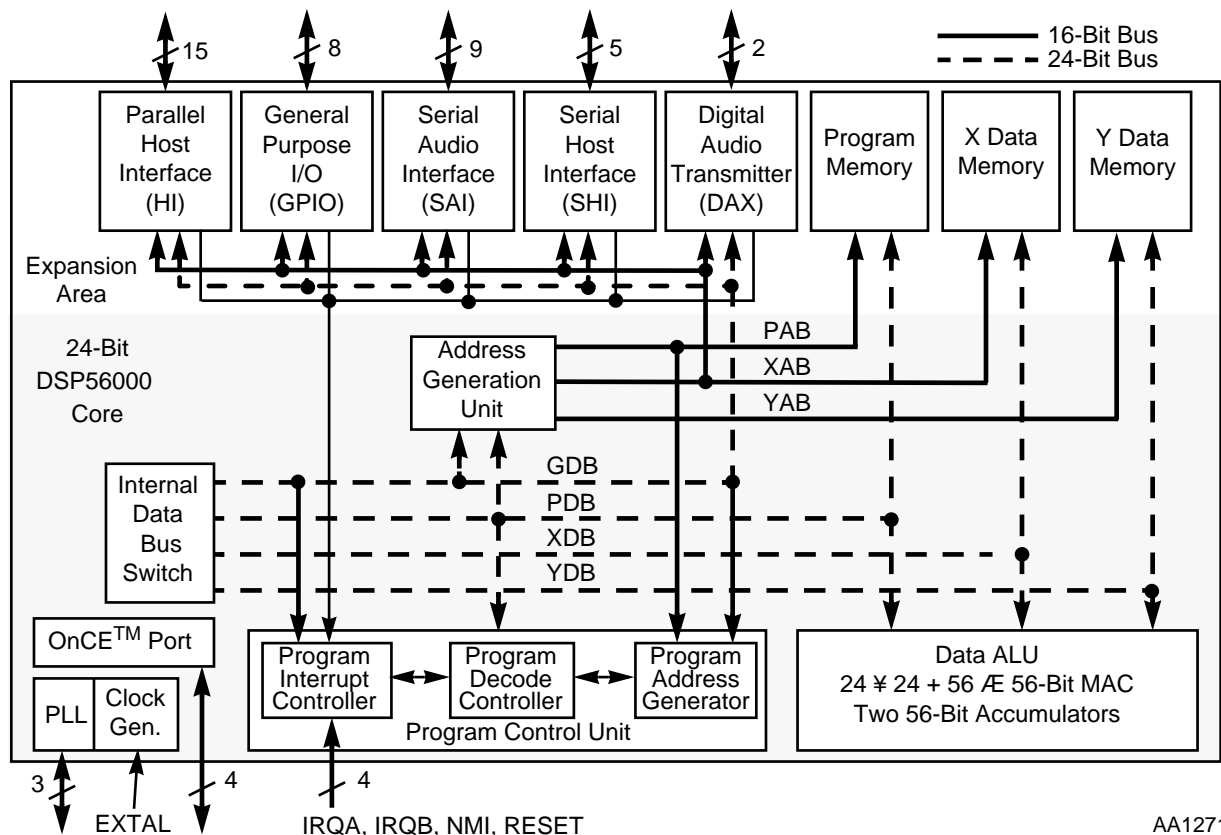 15
8
9
5
2
16-Bit Bus
24-Bit Bus
Parallel
Host
Interface
(HI)
General
Purpose
I/O
(GPIO)
Serial
Audio
Interface
(SAI)
Serial
Host
Interface
(SHI)
Digital
Audio
Transmitter
(DAX)
Program
Memory
X Data
Memory
Y Data
Memory
Expansion
Area
24-Bit
DSP56000
Core
Address
Generation
Unit
PAB
XAB
YAB
Internal
Data
Bus
Switch
GDB
PDB
XDB
YDB
OnCE™ Port
PLL
Clock
Gen.
Program
Interrupt
Controller
Program
Decode
Controller
Program
Address
Generator
Program Control Unit
Data ALU
24 ¥ 24 + 56 Æ 56-Bit MAC
Two 56-Bit Accumulators
3
4
4
EXTAL
IRQA, IRQB, NMI, RESET
AA1271